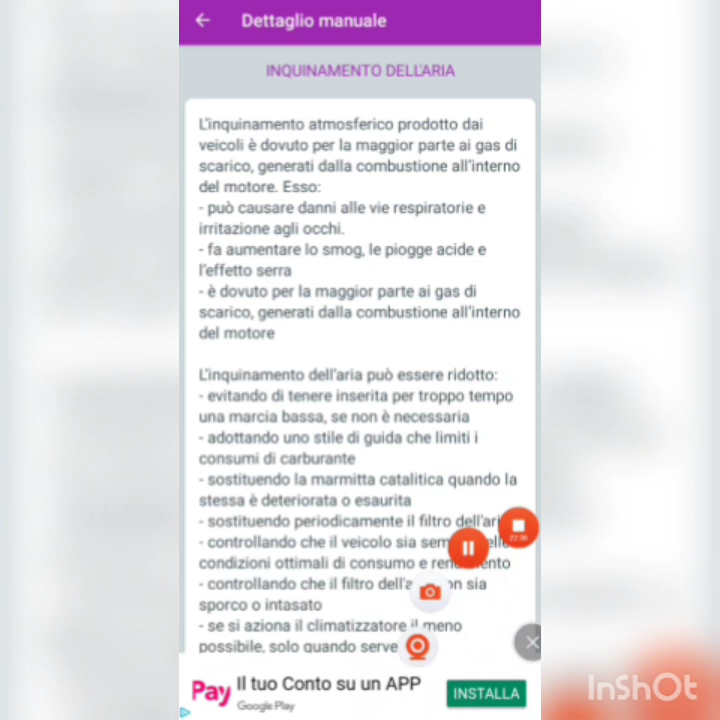 Dettaglio manuale
INQUINAMENTO DELL'ARIA
L'inquinamento atmosferico prodotto dai
veicoli è dovuto per la maggior parte ai gas di
scarico, generati dalla combustione all'interno
del motore. Esso:
- può causare danni alle vie respiratorie e
irritazione agli occhi.
- fa aumentare lo smog, le piogge acide e
l'effetto serra
- è dovuto per la maggior parte ai gas di
scarico, generati dalla combustione all'interno
del motore
L'inquinamento dell'aria può essere ridotto:
- evitando di tenere inserita per troppo tempo
una marcia bassa, se non è necessaria
- adottando uno stile di guida che limiti i
consumi di carburante
- sostituendo la marmitta catalitica quando la
stessa è deteriorata o esaurita
- sostituendo periodicamente il filtro
- controllando che il veicolo sia
condizioni ottimali di consumo e
- controllando che il filtro sia
sporco o intasato
- se si aziona il climatizzatore il meno
possibile, solo quando serve
Pay Il tuo Conto su un APP
Google Play
INSTALLA
InShOt